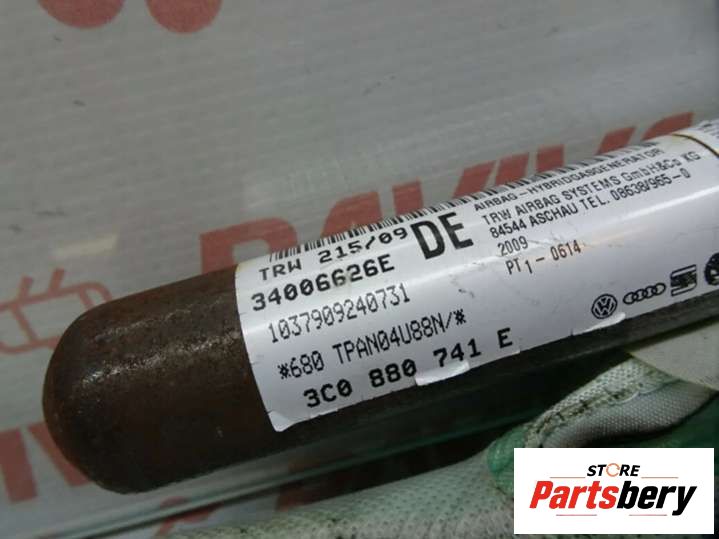 TRW 215/09 DE
34006626E
1037909240731
*680 TPAN04U88N/*
3C0 880 741 E
AIRBAG-HYBRIDGASGENERATOR
TRW AIRBAG SYSTEMS GmbH&Co KG
84544 ASCHAU TEL. 08638/965-0
2009
PT1-0614
STORE
Partsbery